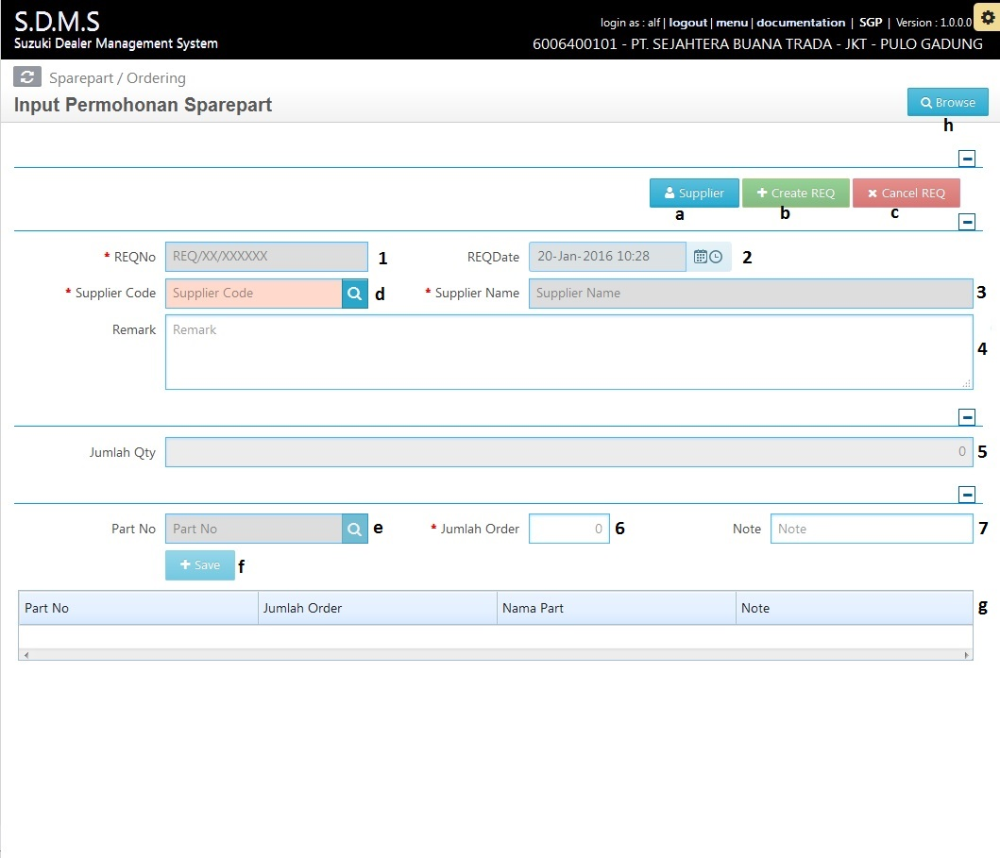 S.D.M.S
Suzuki Dealer Management System
login as : alf | logout | menu | documentation | SGP | Version : 1.0.0.0
6006400101 - PT. SEJAHTERA BUANA TRADA - JKT - PULO GADUNG
Sparepart / Ordering
Input Permohonan Sparepart
Browse
h
Supplier Create REQ Cancel REQ
a b c
* REQNo REQ/XX/XXXXXX 1 REQDate 20-Jan-2016 10:28 2
* Supplier Code Supplier Code d * Supplier Name Supplier Name 3
Remark Remark 4
Jumlah Qty 0 5
Part No Part No e * Jumlah Order 0 6 Note Note 7
+ Save f
Part No Jumlah Order Nama Part Note g